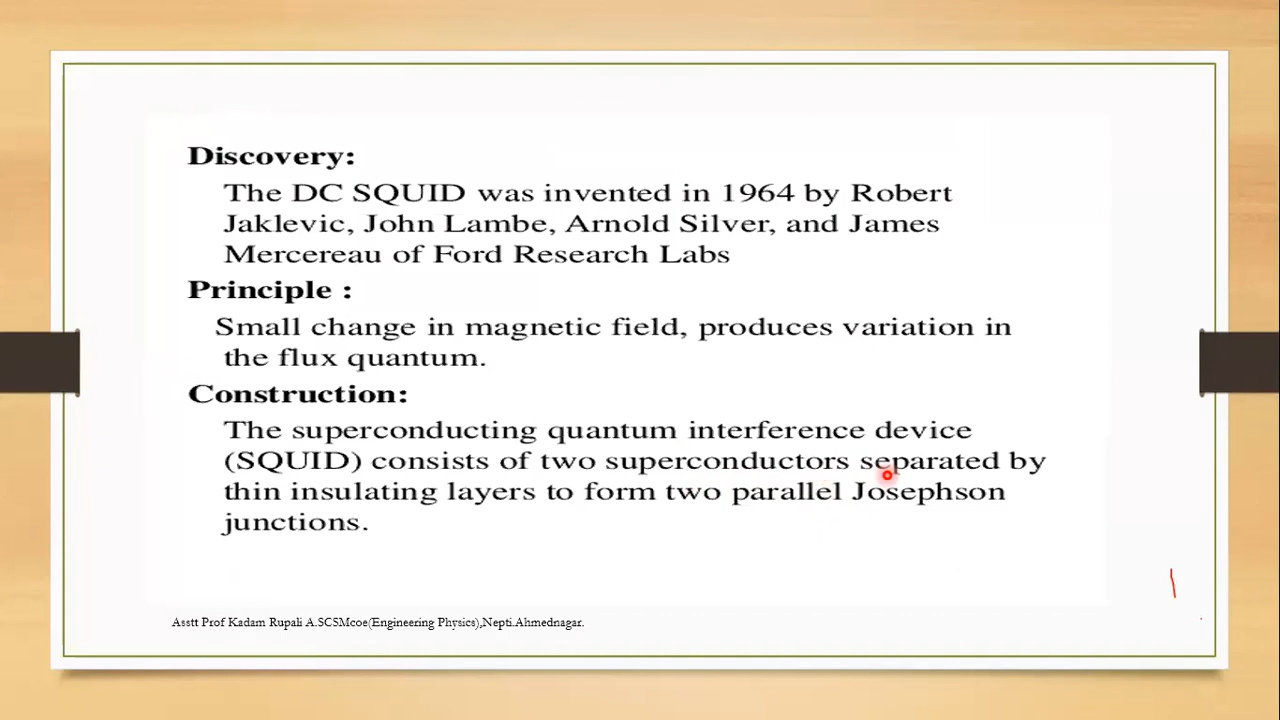 Discovery:
The DC SQUID was invented in 1964 by Robert
Jaklevic, John Lambe, Arnold Silver, and James
Mercereau of Ford Research Labs
Principle :
Small change in magnetic field, produces variation in
the flux quantum.
Construction:
The superconducting quantum interference device
(SQUID) consists of two superconductors separated by
thin insulating layers to form two parallel Josephson
junctions.
Asstt Prof Kadam Rupali A.SCSMcoe(Engineering Physics),Nepti.Ahmednagar.